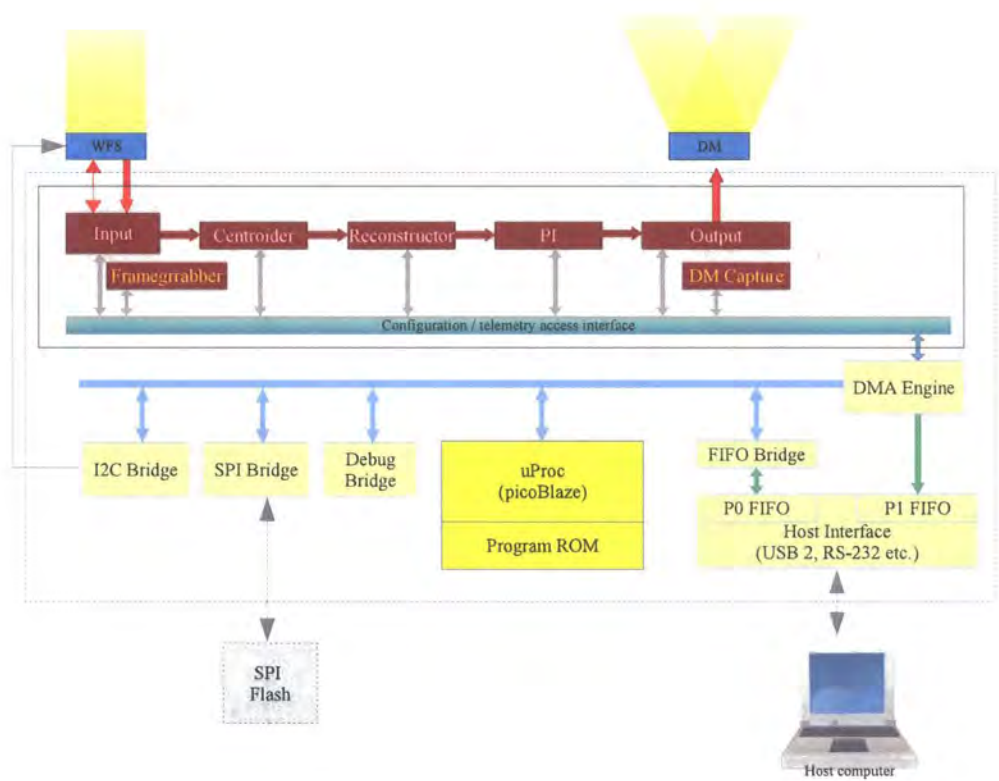 WFS
DM
Input
Centroider
Reconstructor
PI
Output
Framegrrabber
DM Capture
Configuration / telemetry access interface
DMA Engine
I2C Bridge
SPI Bridge
Debug
Bridge
uProc
(picoBlaze)
Program ROM
FIFO Bridge
P0 FIFO
P1 FIFO
Host Interface
(USB 2, RS-232 etc.)
SPI
Flash
Host computer